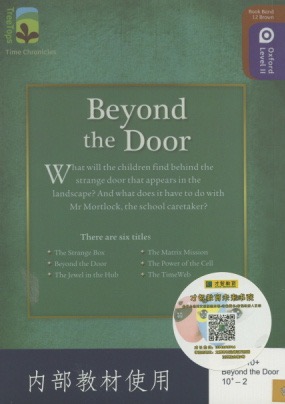 TreeTops
Time Chronicles
Book Band
12 Brown
Oxford
Level 11
Beyond
the Door
What will the children find behind the
strange door that appears in the
landscape? And what does it have to do with
Mr Mortlock, the school caretaker?
There are six titles
• The Strange Box
• Beyond the Door
• The Jewel in the Hub
• The Matrix Mission
• The Power of the Cell
• The TimeWeb
内部教材使用
0+
Beyond the Door
10+ – 2